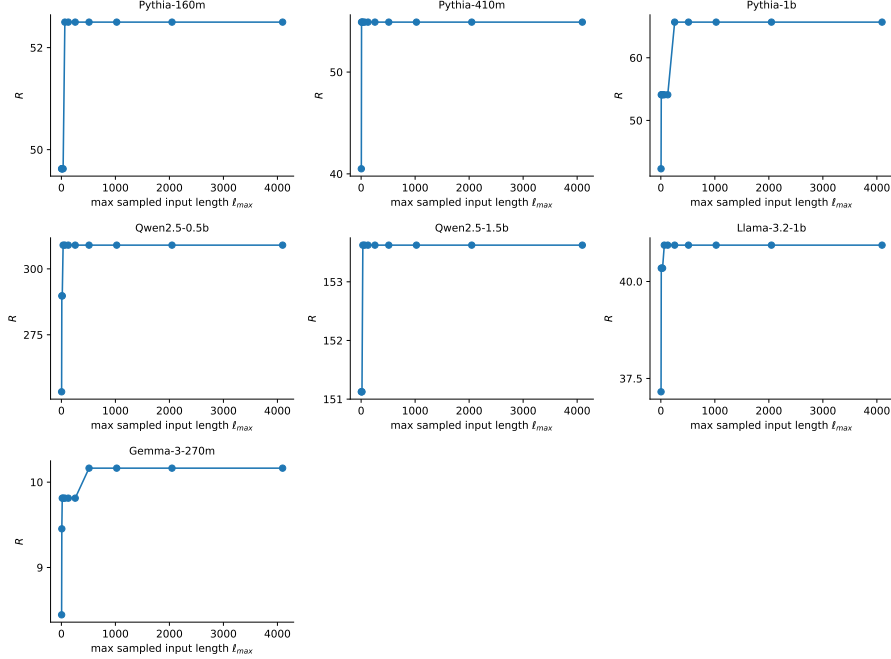 Pythia-160m
Pythia-410m
Pythia-1b
52
50
R
0 1000 2000 3000 4000
max sampled input length ℓmax
50
40
R
0 1000 2000 3000 4000
max sampled input length ℓmax
60
50
R
0 1000 2000 3000 4000
max sampled input length ℓmax
Qwen2.5-0.5b
Qwen2.5-1.5b
Llama-3.2-1b
300
275
R
0 1000 2000 3000 4000
max sampled input length ℓmax
153
152
151
R
0 1000 2000 3000 4000
max sampled input length ℓmax
40.0
37.5
R
0 1000 2000 3000 4000
max sampled input length ℓmax
Gemma-3-270m
10
9
R
0 1000 2000 3000 4000
max sampled input length ℓmax